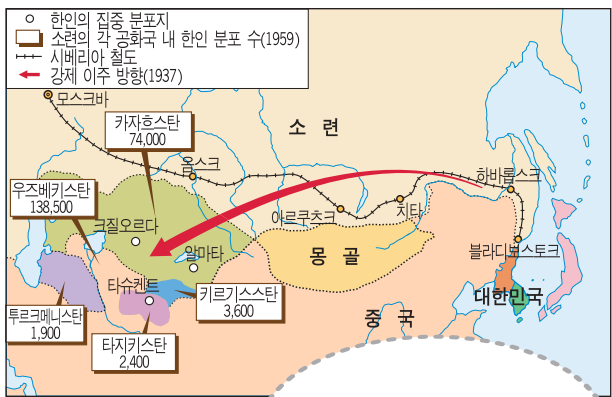 한인의 집중 분포지
소련의 각 공화국 내 한인 분포 수(1959)
시베리아 철도
강제 이주 방향(1937)
모스크바
카자흐스탄
74,000
소 련
옴스크
하바롭스크
우즈베키스탄
138,500
크질오르다
아르쿠츠크
치타
알마타
몽 골
블라디보스토크
타슈켄트
키르기스스탄
3,600
대한민국
투르크메니스탄
1,900
중 국
타지키스탄
2,400